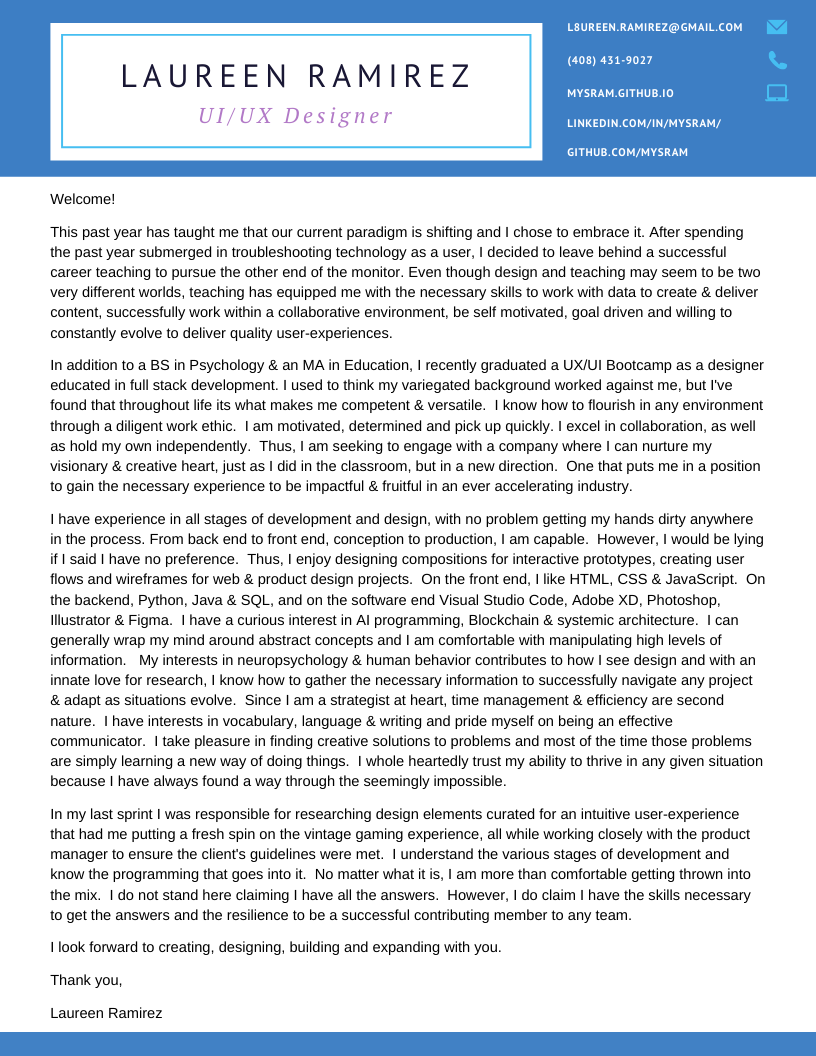 LAUREEN RAMIREZ
UI/UX Designer
L8UREEN.RAMIREZ@GMAIL.COM
(408) 431-9027
MYSRAM.GITHUB.IO
LINKEDIN.COM/IN/MYSRAM/
GITHUB.COM/MYSRAM
Welcome!
This past year has taught me that our current paradigm is shifting and I chose to embrace it. After spending
the past year submerged in troubleshooting technology as a user, I decided to leave behind a successful
career teaching to pursue the other end of the monitor. Even though design and teaching may seem to be two
very different worlds, teaching has equipped me with the necessary skills to work with data to create & deliver
content, successfully work within a collaborative environment, be self motivated, goal driven and willing to
constantly evolve to deliver quality user-experiences.
In addition to a BS in Psychology & an MA in Education, I recently graduated a UX/UI Bootcamp as a designer
educated in full stack development. I used to think my variegated background worked against me, but I've
found that throughout life its what makes me competent & versatile.  I know how to flourish in any environment
through a diligent work ethic.  I am motivated, determined and pick up quickly. I excel in collaboration, as well
as hold my own independently.  Thus, I am seeking to engage with a company where I can nurture my
visionary & creative heart, just as I did in the classroom, but in a new direction.  One that puts me in a position
to gain the necessary experience to be impactful & fruitful in an ever accelerating industry.
I have experience in all stages of development and design, with no problem getting my hands dirty anywhere
in the process. From back end to front end, conception to production, I am capable.  However, I would be lying
if I said I have no preference.  Thus, I enjoy designing compositions for interactive prototypes, creating user
flows and wireframes for web & product design projects.  On the front end, I like HTML, CSS & JavaScript.  On
the backend, Python, Java & SQL, and on the software end Visual Studio Code, Adobe XD, Photoshop,
Illustrator & Figma.  I have a curious interest in AI programming, Blockchain & systemic architecture.  I can
generally wrap my mind around abstract concepts and I am comfortable with manipulating high levels of
information.   My interests in neuropsychology & human behavior contributes to how I see design and with an
innate love for research, I know how to gather the necessary information to successfully navigate any project
& adapt as situations evolve.  Since I am a strategist at heart, time management & efficiency are second
nature.  I have interests in vocabulary, language & writing and pride myself on being an effective
communicator.  I take pleasure in finding creative solutions to problems and most of the time those problems
are simply learning a new way of doing things.  I whole heartedly trust my ability to thrive in any given situation
because I have always found a way through the seemingly impossible.
In my last sprint I was responsible for researching design elements curated for an intuitive user-experience
that had me putting a fresh spin on the vintage gaming experience, all while working closely with the product
manager to ensure the client's guidelines were met.  I understand the various stages of development and
know the programming that goes into it.  No matter what it is, I am more than comfortable getting thrown into
the mix.  I do not stand here claiming I have all the answers.  However, I do claim I have the skills necessary
to get the answers and the resilience to be a successful contributing member to any team.
I look forward to creating, designing, building and expanding with you.
Thank you,
Laureen Ramirez